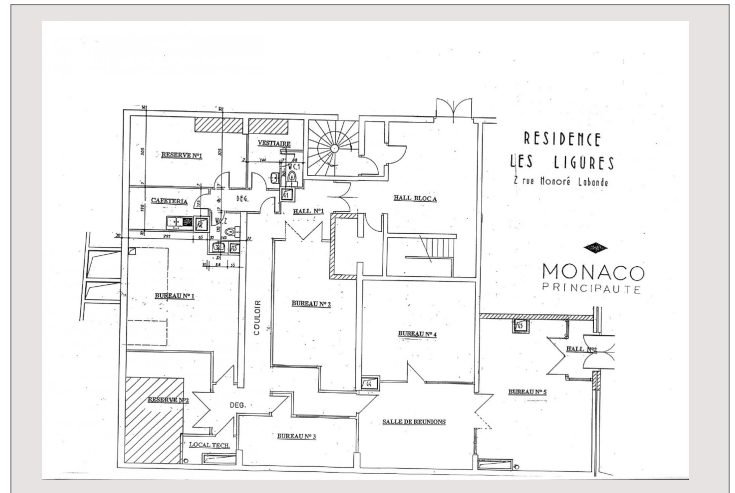 RESIDENCE
LES LIGURES
2 rue Honoré Labande
MONACO
PRINCIPAUTE
RESERVE N°1
VESTIAIRE
CAFETERIA
DEG.
HALL N°1
HALL BLOC A
BUREAU N° 1
COULOIR
BUREAU N° 2
BUREAU N° 4
HALL N°2
BUREAU N° 5
RESERVE N°2
DEG.
SALLE DE REUNIONS
BUREAU N° 3
LOCAL TECH.